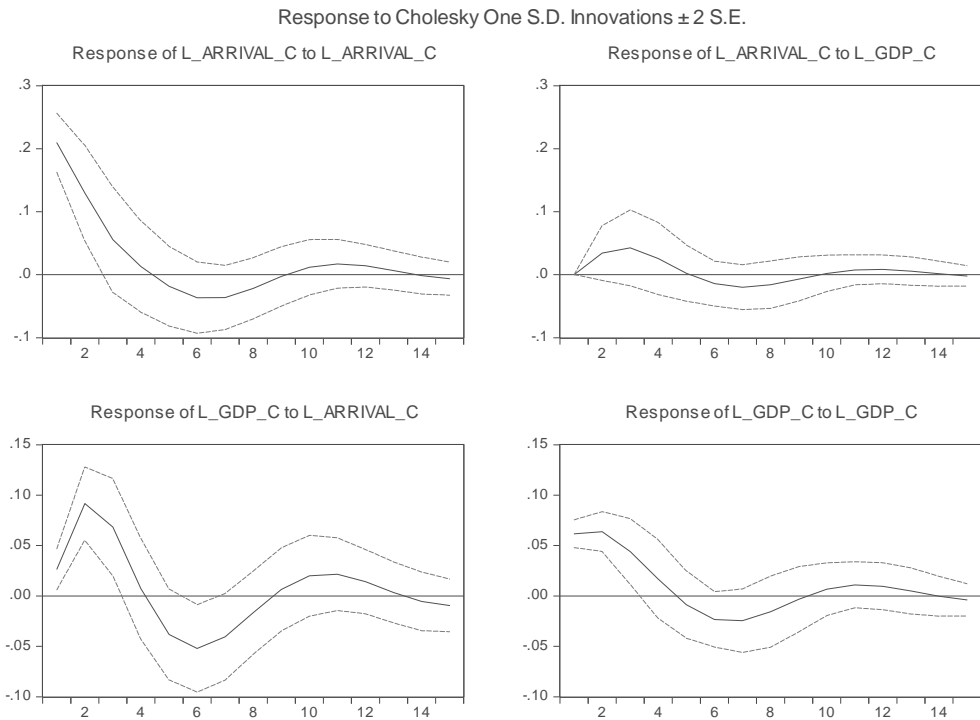 Response to Cholesky One S.D. Innovations ± 2 S.E.
Response of L_ARRIVAL_C to L_ARRIVAL_C
.3
.2
.1
.0
-.1
2 4 6 8 10 12 14
Response of L_ARRIVAL_C to L_GDP_C
.3
.2
.1
.0
-.1
2 4 6 8 10 12 14
Response of L_GDP_C to L_ARRIVAL_C
.15
.10
.05
.00
-.05
-.10
2 4 6 8 10 12 14
Response of L_GDP_C to L_GDP_C
.15
.10
.05
.00
-.05
-.10
2 4 6 8 10 12 14